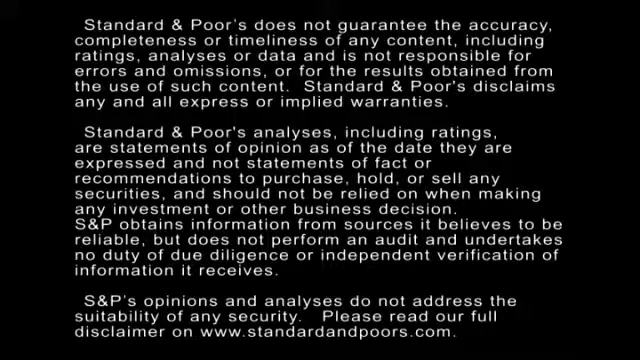 Standard & Poor's does not guarantee the accuracy,
completeness or timeliness of any content, including
ratings, analyses or data and is not responsible for
errors and omissions, or for the results obtained from
the use of such content. Standard & Poor's disclaims
any and all express or implied warranties.
Standard & Poor's analyses, including ratings,
are statements of opinion as of the date they are
expressed and not statements of fact or
recommendations to purchase, hold, or sell any
securities, and should not be relied on when making
any investment or other business decision.
S&P obtains information from sources it believes to be
reliable, but does not perform an audit and undertakes
no duty of due diligence or independent verification of
information it receives.
S&P's opinions and analyses do not address the
suitability of any security. Please read our full
disclaimer on www.standardandpoors.com.